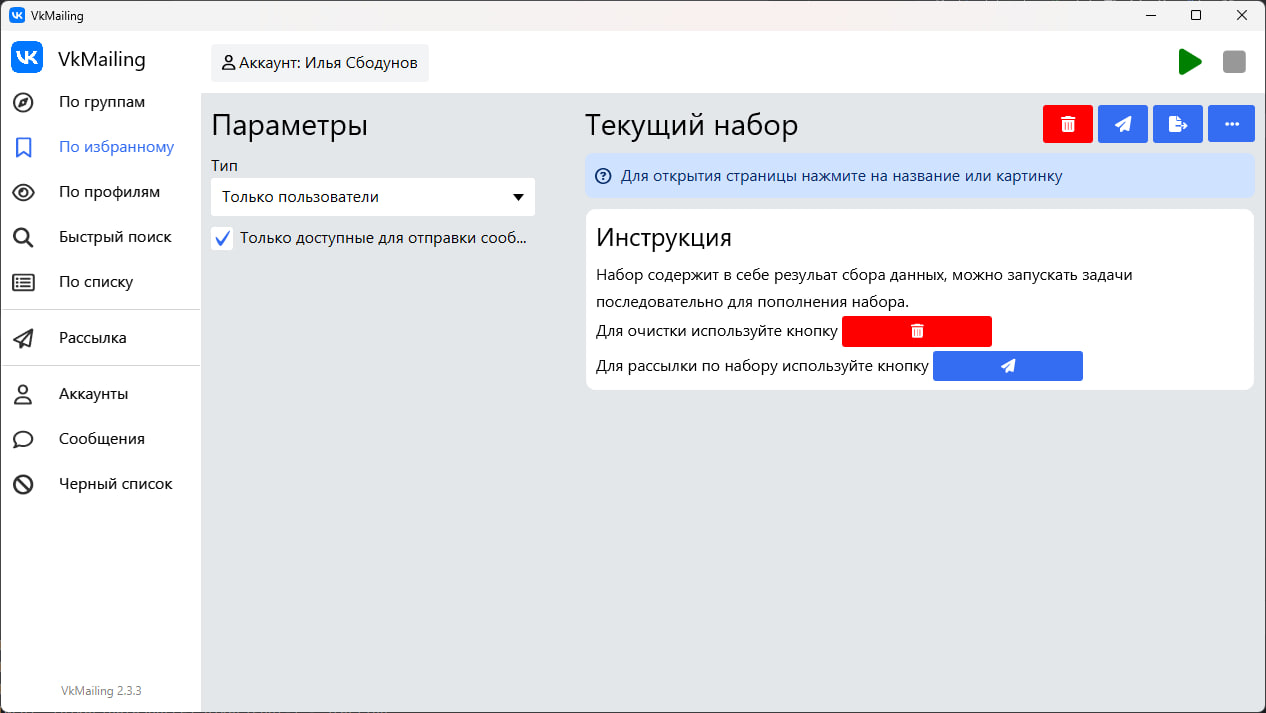 VkMailing
VkMailing
По группам
По избранному
По профилям
Быстрый поиск
По списку
Рассылка
Аккаунты
Сообщения
Черный список
VkMailing 2.3.3
Аккаунт: Илья Сбодунов
Параметры
Тип
Только пользователи
Только доступные для отправки сооб...
Текущий набор
Для открытия страницы нажмите на название или картинку
Инструкция
Набор содержит в себе резульат сбора данных, можно запускать задачи
последовательно для пополнения набора.
Для очистки используйте кнопку
Для рассылки по набору используйте кнопку